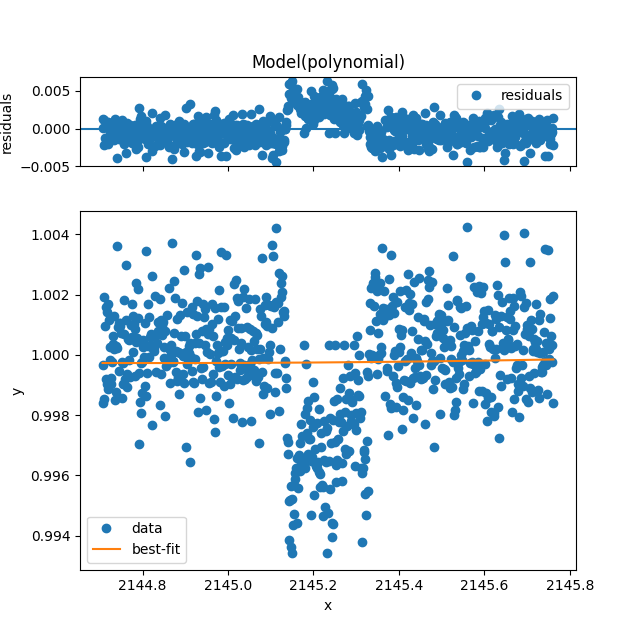 Model(polynomial)
residuals
0.005
0.000
−0.005
residuals
y
1.004
1.002
1.000
0.998
0.996
0.994
data
best-fit
2144.8 2145.0 2145.2 2145.4 2145.6 2145.8
x